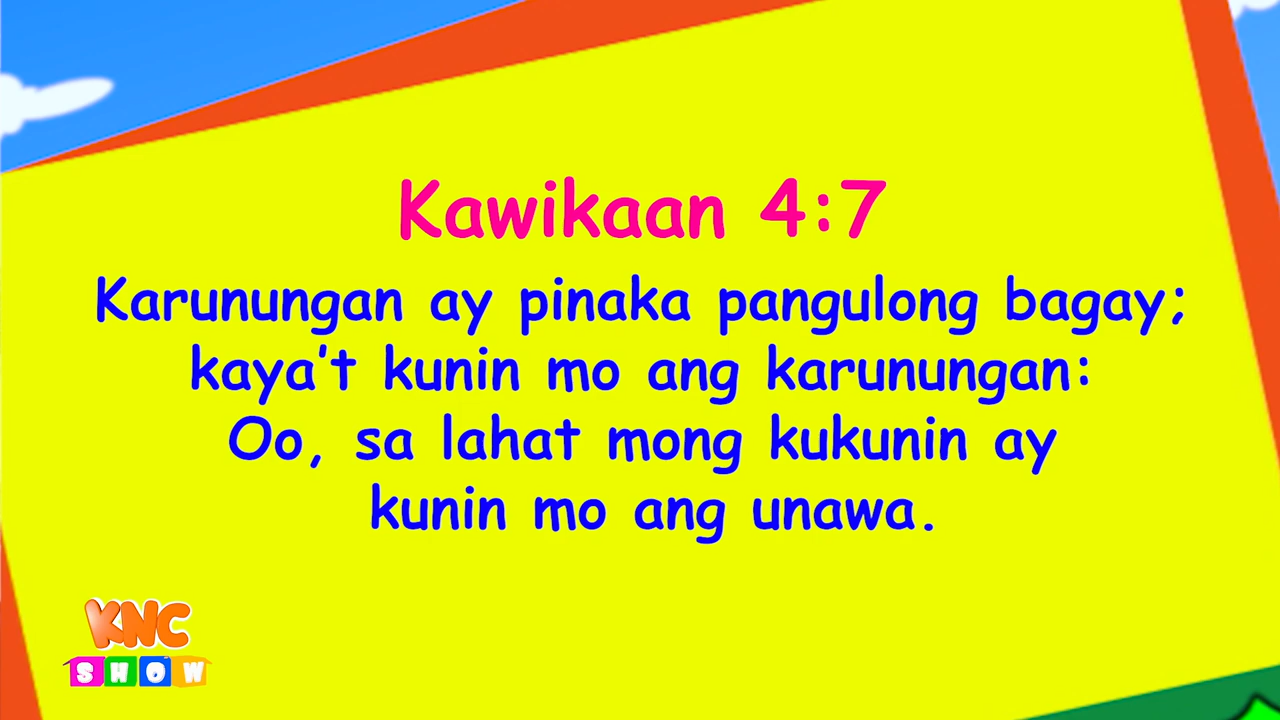 Kawikaan 4:7
Karunungan ay pinaka pangulong bagay;
kaya't kunin mo ang karunungan:
Oo, sa lahat mong kukunin ay
kunin mo ang unawa.
KNC
SHOW